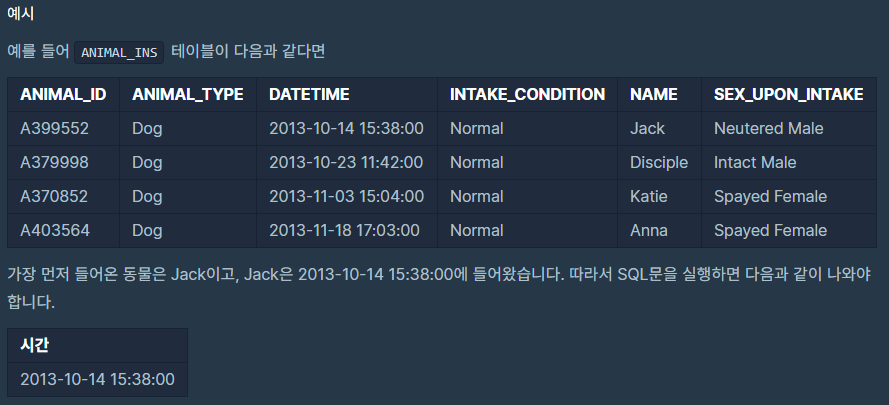 예시
예를 들어 ANIMAL_INS 테이블이 다음과 같다면
ANIMAL_ID ANIMAL_TYPE DATETIME INTAKE_CONDITION NAME SEX_UPON_INTAKE
A399552 Dog 2013-10-14 15:38:00 Normal Jack Neutered Male
A379998 Dog 2013-10-23 11:42:00 Normal Disciple Intact Male
A370852 Dog 2013-11-03 15:04:00 Normal Katie Spayed Female
A403564 Dog 2013-11-18 17:03:00 Normal Anna Spayed Female
가장 먼저 들어온 동물은 Jack이고, Jack은 2013-10-14 15:38:00에 들어왔습니다. 따라서 SQL문을 실행하면 다음과 같이 나와야
합니다.
시간
2013-10-14 15:38:00